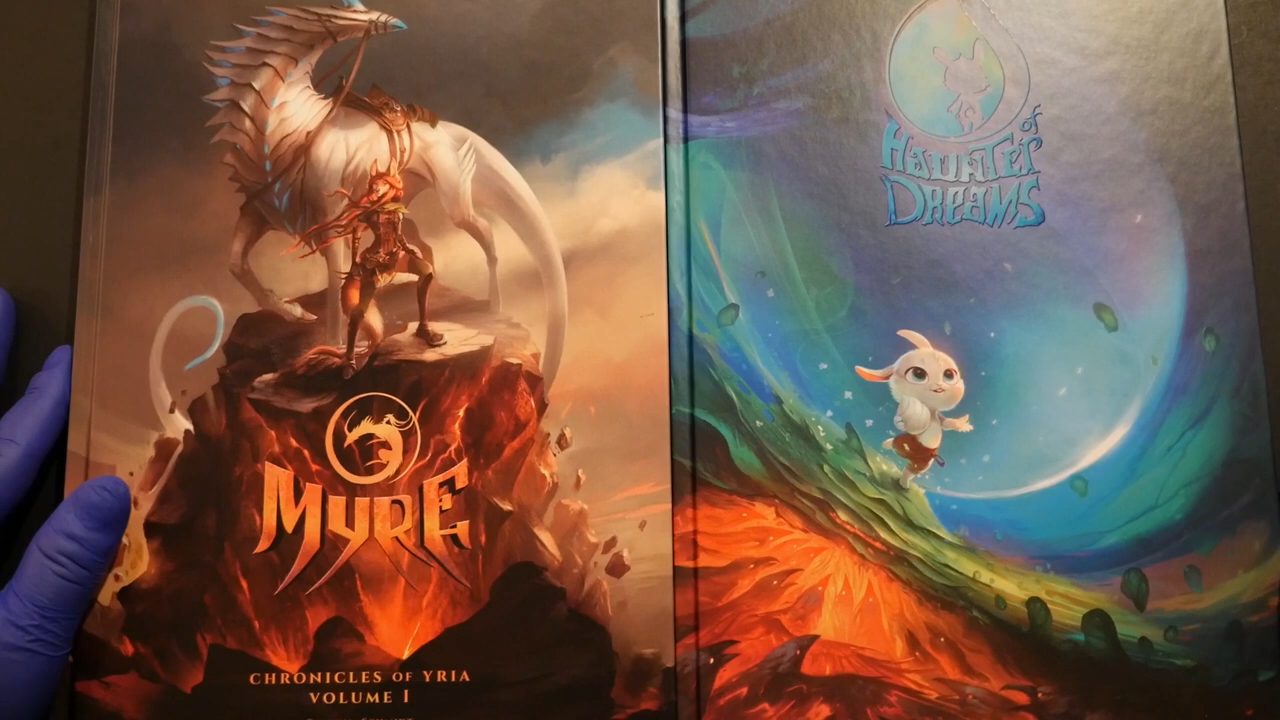 MYRE
CHRONICLES OF YRIA
VOLUME I
of
HAUNTER
DREAMS